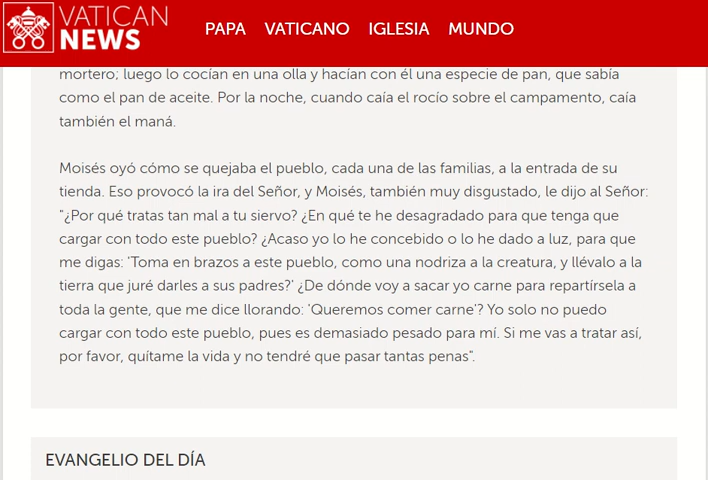 VATICAN
NEWS
PAPA VATICANO IGLESIA MUNDO
mortero; luego lo cocían en una olla y hacían con él una especie de pan, que sabía
como el pan de aceite. Por la noche, cuando caía el rocío sobre el campamento, caía
también el maná.
Moisés oyó cómo se quejaba el pueblo, cada una de las familias, a la entrada de su
tienda. Eso provocó la ira del Señor, y Moisés, también muy disgustado, le dijo al Señor:
"¿Por qué tratas tan mal a tu siervo? ¿En qué te he desagradado para que tenga que
cargar con todo este pueblo? ¿Acaso yo lo he concebido o lo he dado a luz, para que
me digas: 'Toma en brazos a este pueblo, como una nodriza a la creatura, y llévalo a la
tierra que juré darles a sus padres?' ¿De dónde voy a sacar yo carne para repartírsela a
toda la gente, que me dice llorando: 'Queremos comer carne'? Yo solo no puedo
cargar con todo este pueblo, pues es demasiado pesado para mí. Si me vas a tratar así,
por favor, quítame la vida y no tendré que pasar tantas penas".
EVANGELIO DEL DÍA